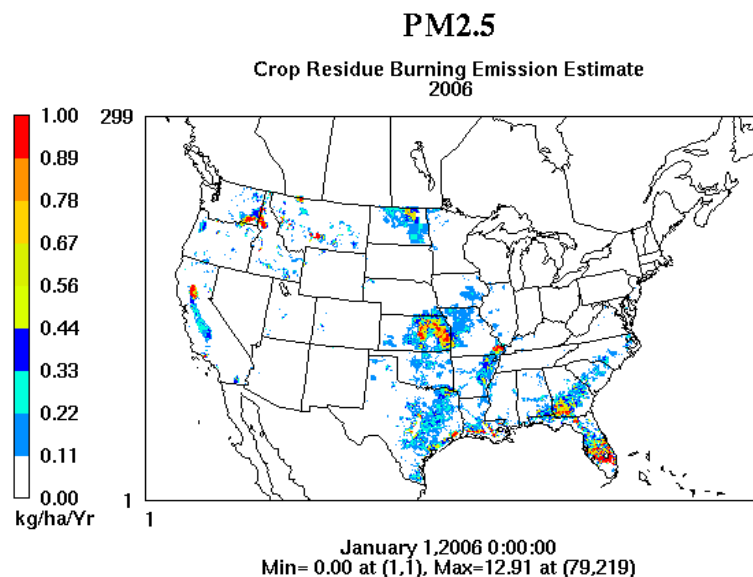 PM2.5
Crop Residue Burning Emission Estimate
2006
1.00
0.89
0.78
0.67
0.56
0.44
0.33
0.22
0.11
0.00
kg/ha/Yr
299
1
1
January 1,2006 0:00:00
Min= 0.00 at (1,1), Max=12.91 at (79,219)